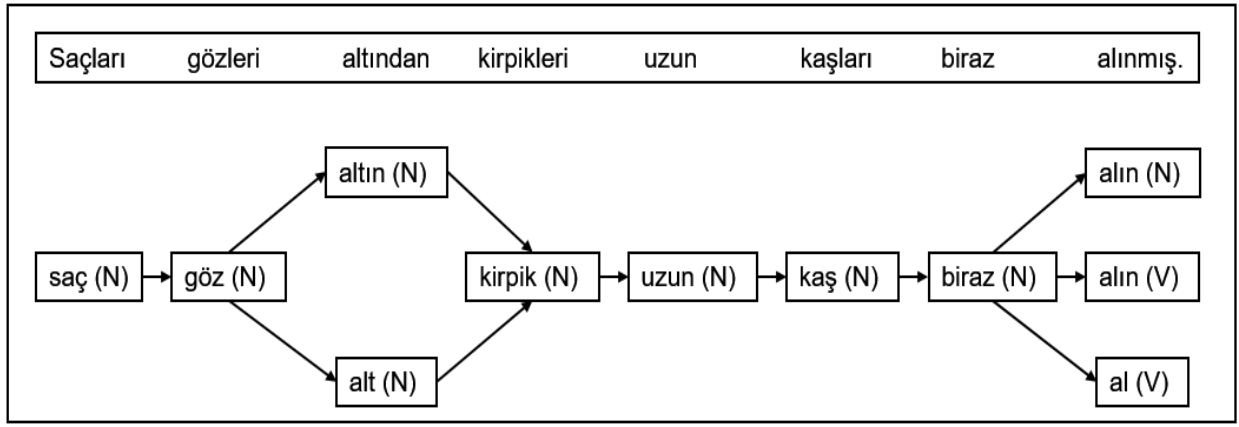 Saçları gözleri altından kirpikleri uzun kaşları biraz alınmış.
altın (N) alın (N)
saç (N) göz (N) kirpik (N) uzun (N) kaş (N) biraz (N) alın (V)
alt (N) al (V)